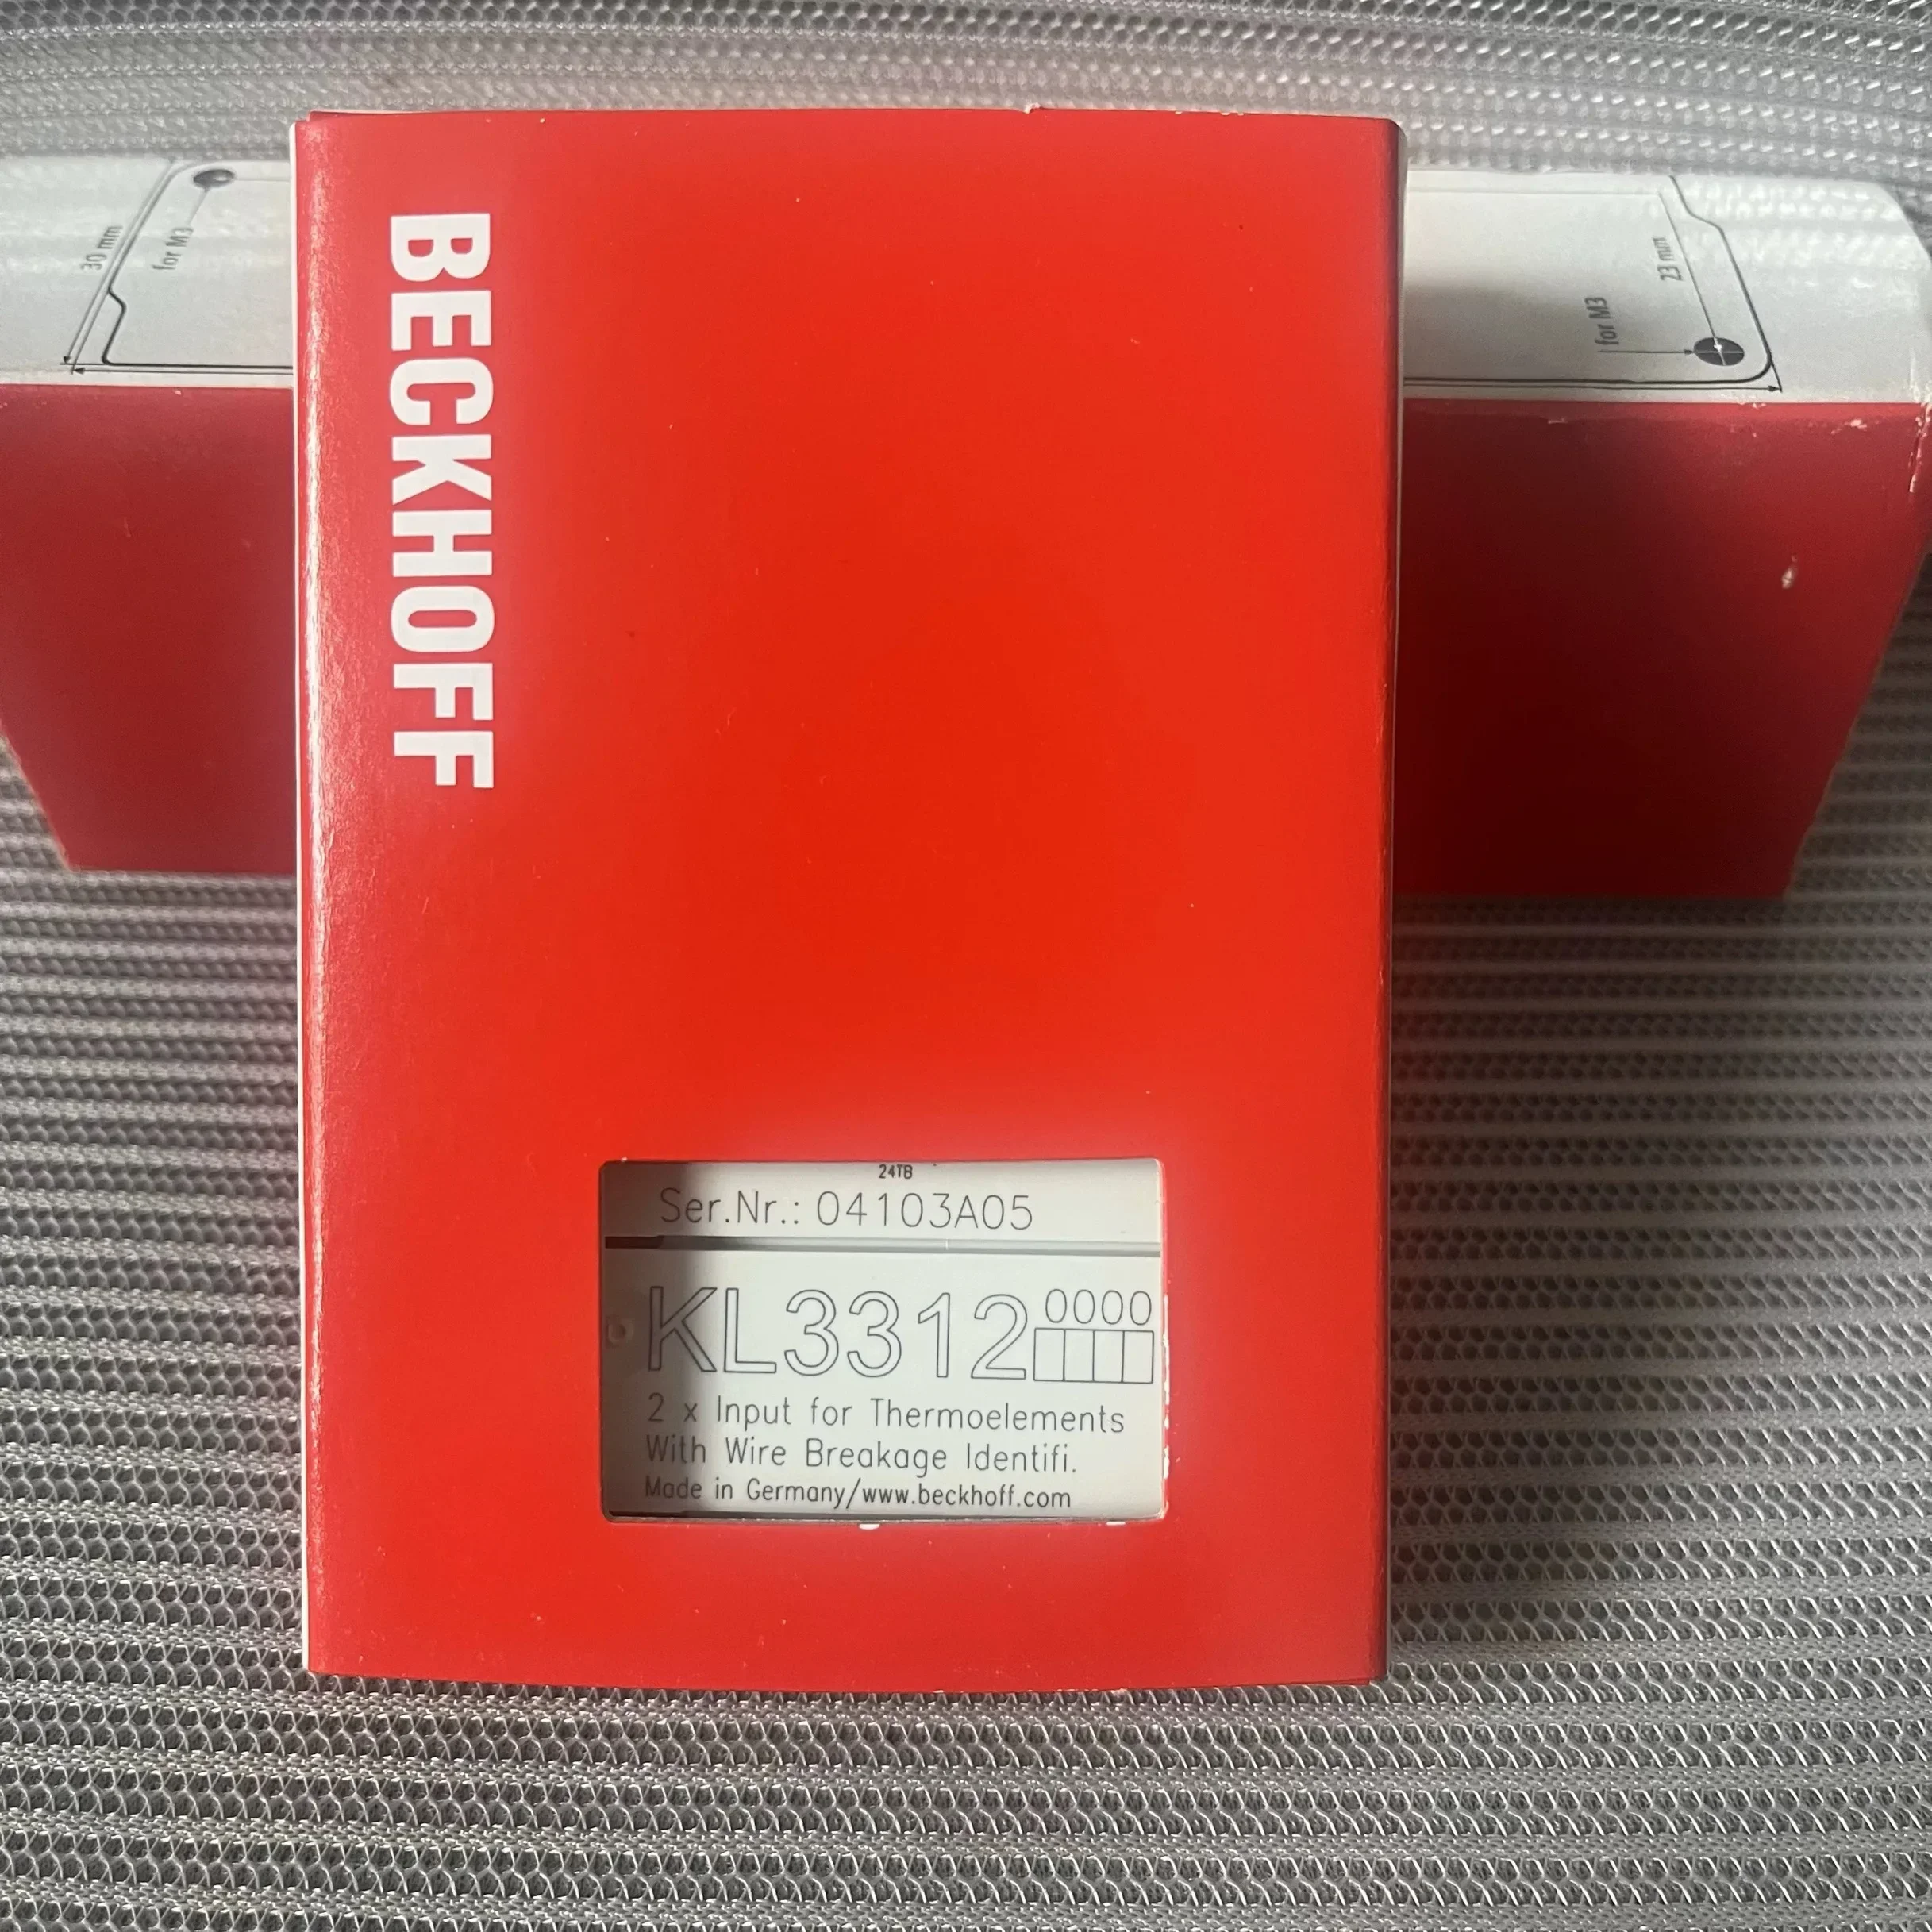 30 mm
for M3
23 mm
for M3
BECKHOFF
24TB
Ser.Nr.: 04103A05
KL3312 0000
2 x Input for Thermoelements
With Wire Breakage Identifi.
Made in Germany/www.beckhoff.com